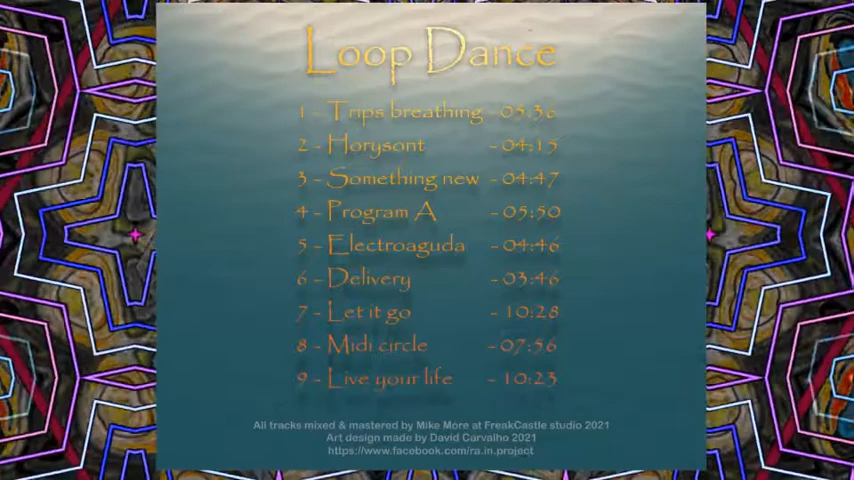 Loop Dance
1 - Trips breathing - 05:36
2 - Horysont - 04:15
3 - Something new - 04:47
4 - Program A - 05:50
5 - Electroaguda - 04:46
6 - Delivery - 03:46
7 - Let it go - 10:28
8 - Midi circle - 07:56
9 - Live your life - 10:23
All tracks mixed & mastered by Mike More at FreakCastle studio 2021
Art design made by David Carvalho 2021
https://www.facebook.com/ra.in.project